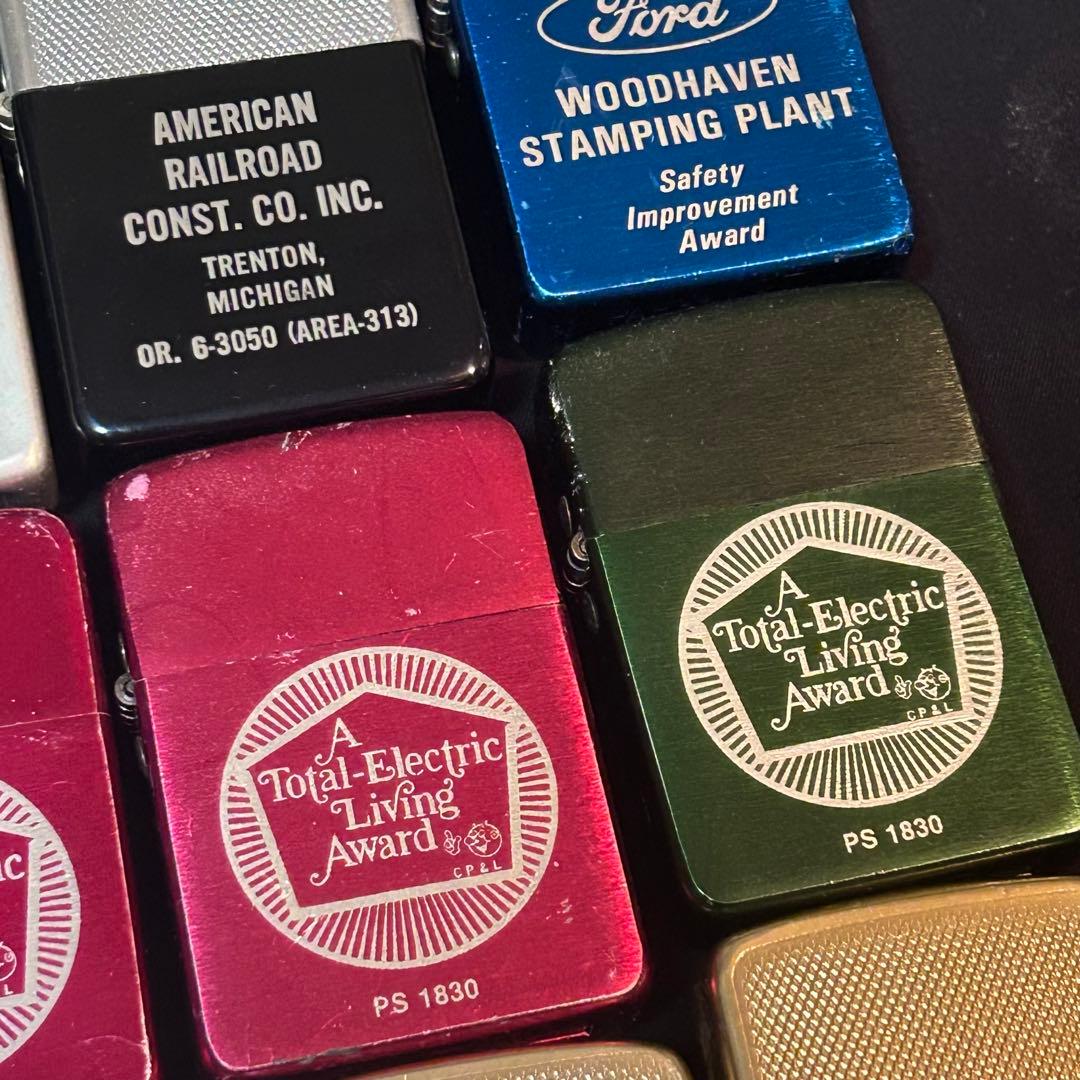 AMERICAN
RAILROAD
CONST. CO. INC.
TRENTON,
MICHIGAN
OR. 6-3050 (AREA-313)
Ford
WOODHAVEN
STAMPING PLANT
Safety
Improvement
Award
A
Total-Electric
Living
Award
CP&L
PS 1830
A
Total-Electric
Living
Award
CP&L
PS 1830
ic
L